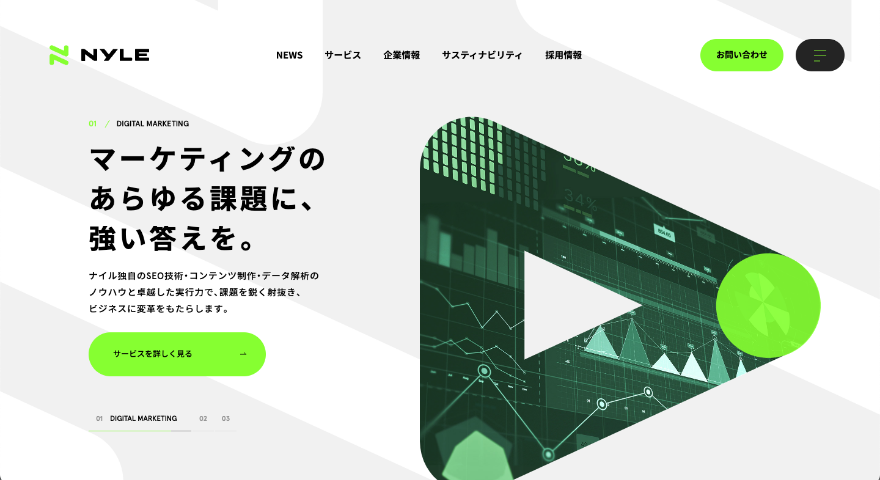 NYLE
NEWS
サービス
企業情報
サスティナビリティ
採用情報
お問い合わせ
01 / DIGITAL MARKETING
マーケティングの
あらゆる課題に、
強い答えを。
ナイル独自のSEO技術・コンテンツ制作・データ解析の
ノウハウと卓越した実行力で、課題を鋭く射抜き、
ビジネスに変革をもたらします。
サービスを詳しく見る
01 DIGITAL MARKETING 02 03
34%